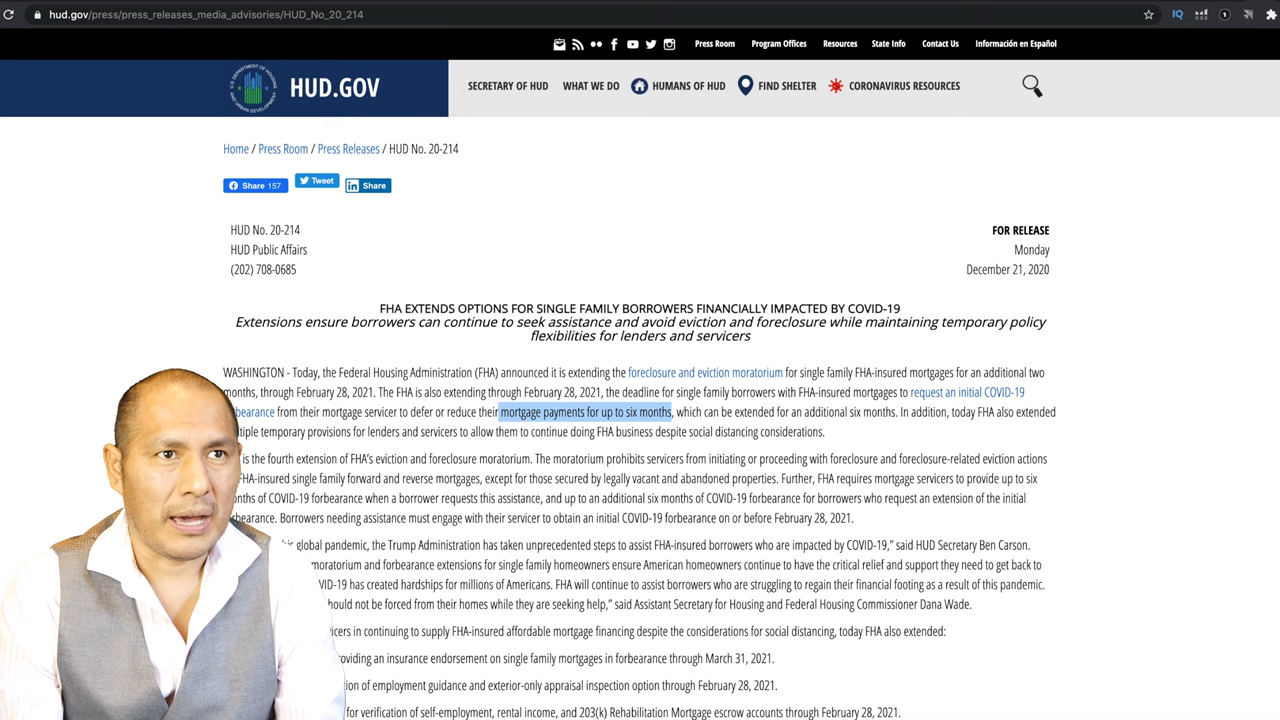 hud.gov/press/press_releases_media_advisories/HUD_No_20_214
IQ
Press Room Program Offices Resources State Info Contact Us Información en Español
HUD.GOV
SECRETARY OF HUD WHAT WE DO HUMANS OF HUD FIND SHELTER CORONAVIRUS RESOURCES
Home / Press Room / Press Releases / HUD No. 20-214
Share 157 Tweet Share
HUD No. 20-214
HUD Public Affairs
(202) 708-0685
FOR RELEASE
Monday
December 21, 2020
FHA EXTENDS OPTIONS FOR SINGLE FAMILY BORROWERS FINANCIALLY IMPACTED BY COVID-19
Extensions ensure borrowers can continue to seek assistance and avoid eviction and foreclosure while maintaining temporary policy
flexibilities for lenders and servicers
WASHINGTON - Today, the Federal Housing Administration (FHA) announced it is extending the foreclosure and eviction moratorium for single family FHA-insured mortgages for an additional two
months, through February 28, 2021. The FHA is also extending through February 28, 2021, the deadline for single family borrowers with FHA-insured mortgages to request an initial COVID-19
from their mortgage servicer to defer or reduce their mortgage payments for up to six months, which can be extended for an additional six months. In addition, today FHA also extended
temporary provisions for lenders and servicers to allow them to continue doing FHA business despite social distancing considerations.
is the fourth extension of FHA's eviction and foreclosure moratorium. The moratorium prohibits servicers from initiating or proceeding with foreclosure and foreclosure-related eviction actions
FHA-insured single family forward and reverse mortgages, except for those secured by legally vacant and abandoned properties. Further, FHA requires mortgage servicers to provide up to six
of COVID-19 forbearance when a borrower requests this assistance, and up to an additional six months of COVID-19 forbearance for borrowers who request an extension of the initial
Borrowers needing assistance must engage with their servicer to obtain an initial COVID-19 forbearance on or before February 28, 2021.
global pandemic, the Trump Administration has taken unprecedented steps to assist FHA-insured borrowers who are impacted by COVID-19,” said HUD Secretary Ben Carson.
moratorium and forbearance extensions for single family homeowners ensure American homeowners continue to have the critical relief and support they need to get back to
has created hardships for millions of Americans. FHA will continue to assist borrowers who are struggling to regain their financial footing as a result of this pandemic.
should not be forced from their homes while they are seeking help,” said Assistant Secretary for Housing and Federal Housing Commissioner Dana Wade.
in continuing to supply FHA-insured affordable mortgage financing despite the considerations for social distancing, today FHA also extended:
an insurance endorsement on single family mortgages in forbearance through March 31, 2021.
of employment guidance and exterior-only appraisal inspection option through February 28, 2021.
for verification of self-employment, rental income, and 203(k) Rehabilitation Mortgage escrow accounts through February 28, 2021.